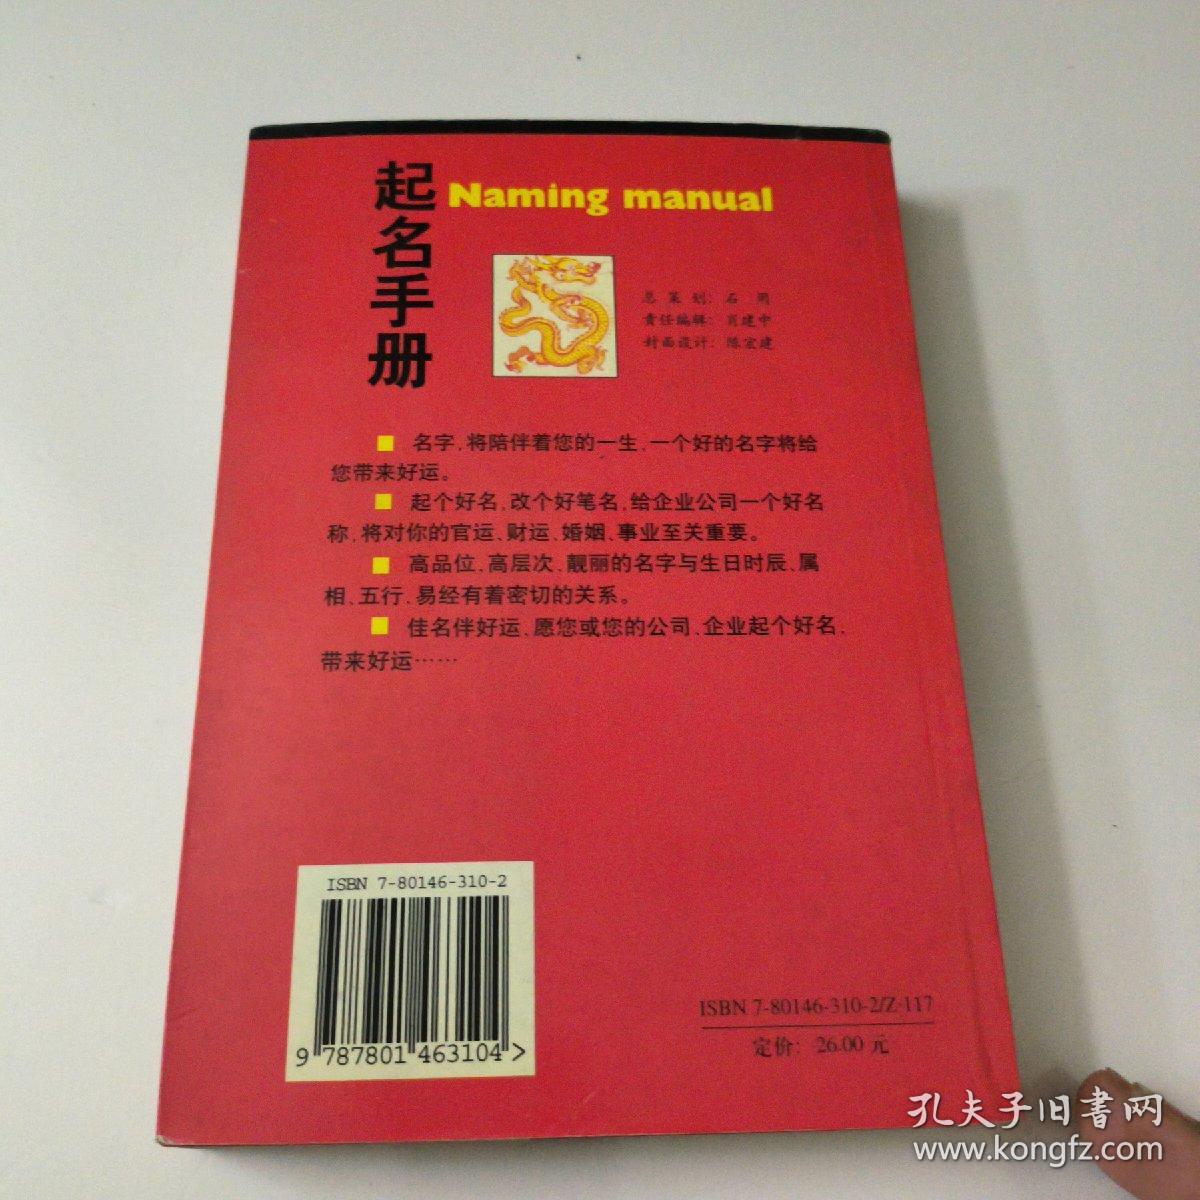 起名手册
Naming manual
总 策 划：石 周
责任编辑：肖建中
封面设计：陈宏建
■ 名字,将陪伴着您的一生,一个好的名字将给
您带来好运。
■ 起个好名,改个好笔名,给企业公司一个好名
称,将对你的官运、财运、婚姻、事业至关重要。
■ 高品位、高层次、靓丽的名字与生日时辰、属
相、五行、易经有着密切的关系。
■ 佳名伴好运、愿您或您的公司、企业起个好名,
带来好运……
ISBN 7-80146-310-2
9 787801 463104 >
ISBN 7-80146-310-2/Z·117
定价： 26.00 元
孔夫子旧书网
www.kongfz.com